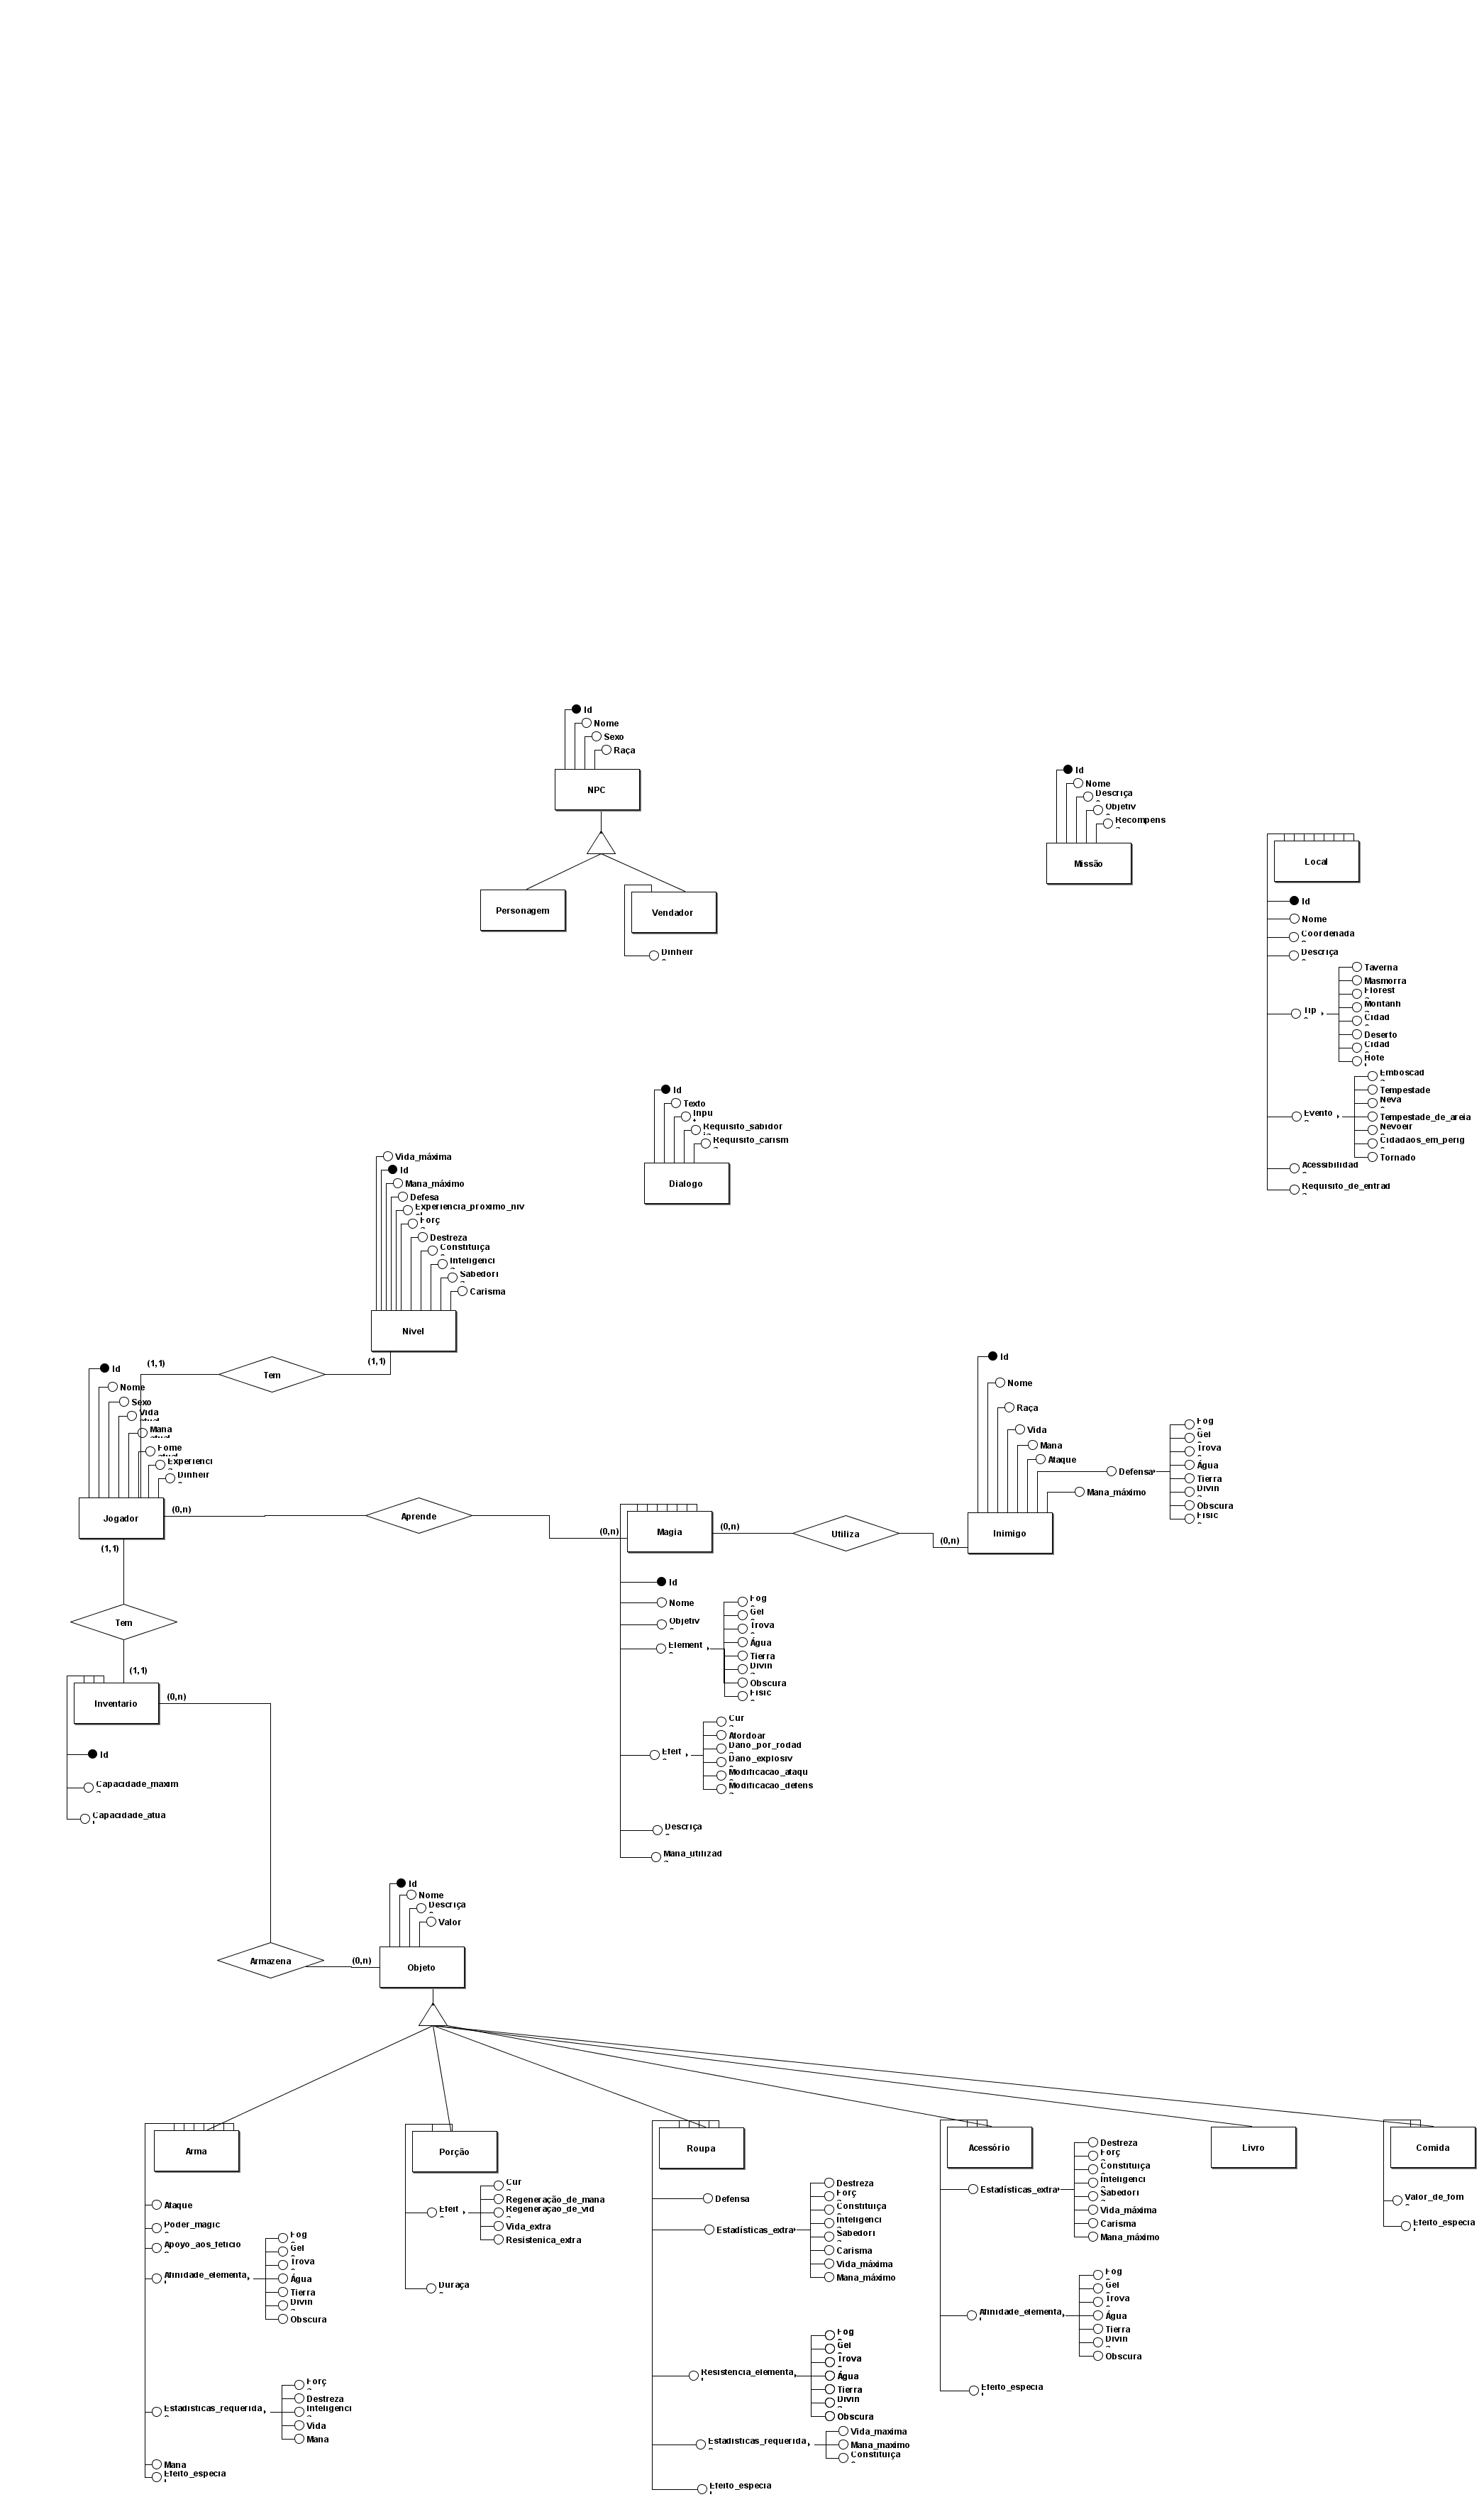 Id
Nome
Sexo
Raça
NPC
Personagem
Vendador
Dinheir
Id
Nome
Descriça
Objetiv
Recompens
Missão
Local
Id
Nome
Coordenada
Descriça
Tip
Taverna
Masmorra
Florest
Montanh
Cidad
Deserto
Cidad
Hote
Evento
Emboscad
Tempestade
Neva
Tempestade_de_areia
Nevoeir
Cidadaos_em_perig
Tornado
Acessibilidad
Requisito_de_entrad
Id
Texto
Inpu
Requisito_sabidor
Requisito_carism
Dialogo
Vida_máxima
Id
Mana_máximo
Defesa
Experiencia_proximo_niv
Forç
Destreza
Constituiça
Inteligenci
Sabedori
Carisma
Nivel
(1,1)
Tem
(1,1)
Id
Nome
Sexo
Vida
atual
Mana
atual
Fome
atual
Experienci
Dinheir
Jogador
(0,n)
Aprende
(0,n)
Magia
(0,n)
Utiliza
(0,n)
Inimigo
Id
Nome
Raça
Vida
Mana
Ataque
Defensa
Mana_máximo
Fog
Gel
Trova
Água
Tierra
Divin
Obscura
Fisic
(1,1)
Tem
(1,1)
Inventario
(0,n)
Id
Capacidade_maxim
Capacidade_atua
Id
Nome
Objetiv
Element
Fog
Gel
Trova
Água
Tierra
Divin
Obscura
Fisic
Efeit
Cur
Atordoar
Dano_por_rodad
Dano_explosiv
Modificacao_ataqu
Modificacao_defens
Descriça
Mana_utilizad
Id
Nome
Descriça
Valor
Armazena
(0,n)
Objeto
Arma
Ataque
Poder_magic
Apoyo_aos_feticio
Afinidade_elementa
Fog
Gel
Trova
Água
Tierra
Divin
Obscura
Estadisticas_requerida
Forç
Destreza
Inteligenci
Vida
Mana
Mana
Efeito_especia
Porção
Efeit
Cur
Regeneração_de_mana
Regeneraçao_de_vid
Vida_extra
Resistenica_extra
Duraça
Roupa
Defensa
Estadísticas_extra
Destreza
Forç
Constituiça
Inteligenci
Sabedori
Carisma
Vida_máxima
Mana_máximo
Resistencia_elementa
Fog
Gel
Trova
Água
Tierra
Divin
Obscura
Estadisticas_requerida
Vida_maxima
Mana_maximo
Constituiça
Efeito_especia
Acessório
Estadísticas_extra
Destreza
Forç
Constituiça
Inteligenci
Sabedori
Vida_máxima
Carisma
Mana_máximo
Afinidade_elementa
Fog
Gel
Trova
Água
Tierra
Divin
Obscura
Efeito_especia
Livro
Comida
Valor_de_fom
Efeito_especia